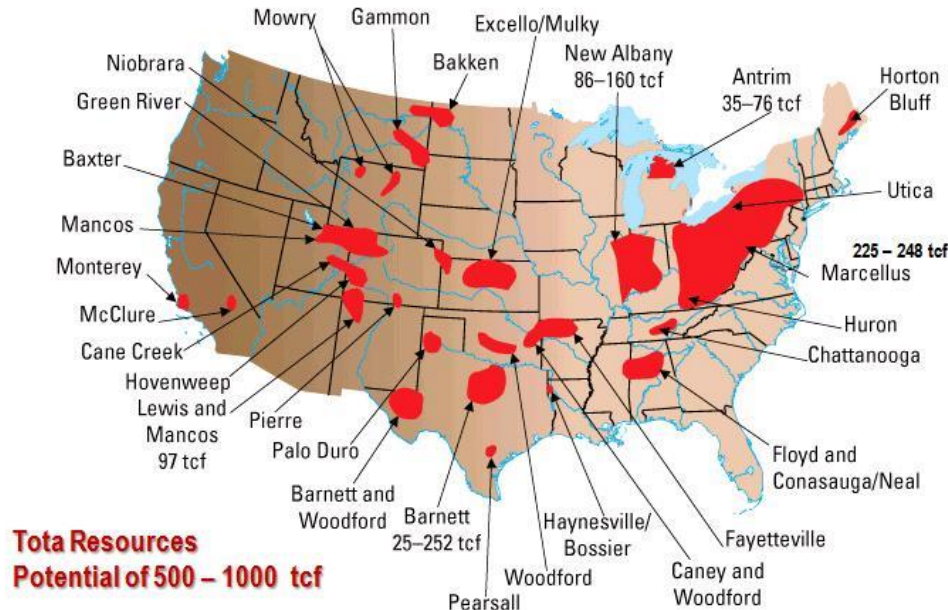 Mowry
Gammon
Excello/Mulky
Niobrara
Bakken
New Albany
86–160 tcf
Antrim
35–76 tcf
Horton
Bluff
Green River
Baxter
Utica
Mancos
225 – 248 tcf
Marcellus
Monterey
McClure
Huron
Cane Creek
Chattanooga
Hovenweep
Lewis and
Mancos
97 tcf
Pierre
Palo Duro
Floyd and
Conasauga/Neal
Barnett and
Woodford
Barnett
25–252 tcf
Haynesville/
Bossier
Fayetteville
Woodford
Caney and
Woodford
Pearsall
Tota Resources
Potential of 500 – 1000 tcf